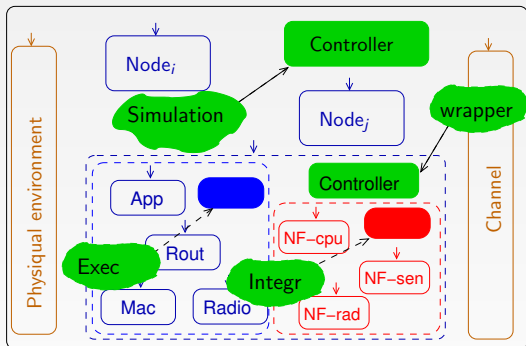 Controller
Node_i
Simulation
wrapper
Node_j
Physiqual environment
Channel
Controller
App
NF-cpu
Rout
Exec
Integr
NF-sen
Mac
Radio
NF-rad